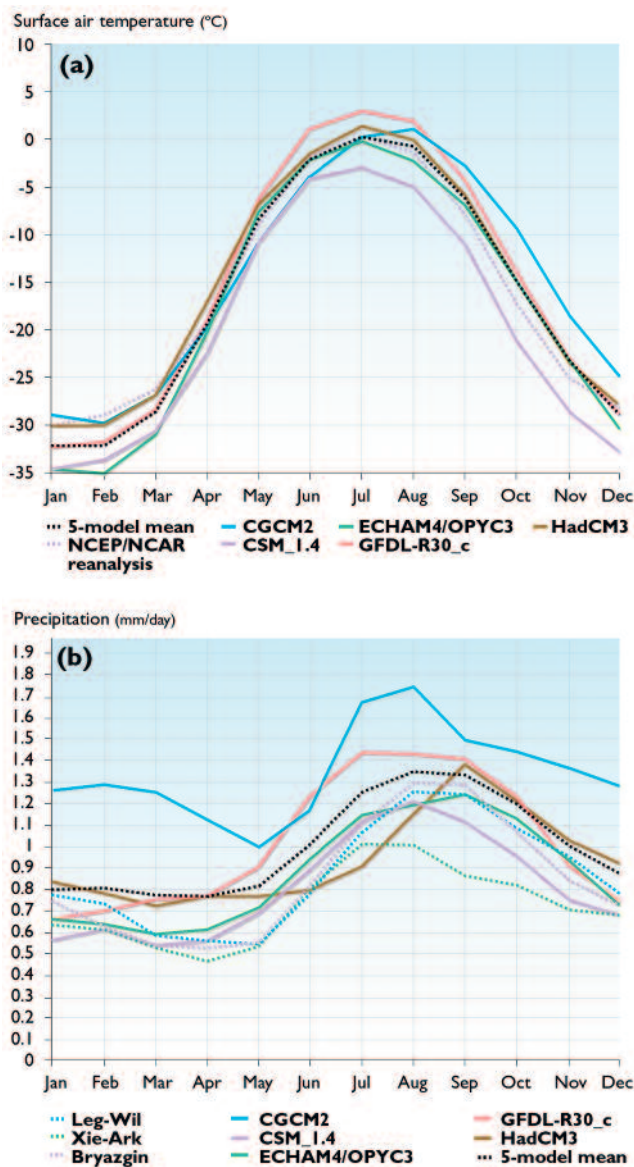 Surface air temperature (ºC)
10
(a)
5
0
-5
-10
-15
-20
-25
-30
-35
Jan Feb Mar Apr May Jun Jul Aug Sep Oct Nov Dec
5-model mean CGCM2 ECHAM4/OPYC3 HadCM3
NCEP/NCAR CSM_1.4 GFDL-R30_c
reanalysis
Precipitation (mm/day)
1.9
(b)
1.8
1.7
1.6
1.5
1.4
1.3
1.2
1.1
1
0.9
0.8
0.7
0.6
0.5
0.4
0.3
0.2
0.1
0
Jan Feb Mar Apr May Jun Jul Aug Sep Oct Nov Dec
Leg-Wil CGCM2 GFDL-R30_c
Xie-Ark CSM_1.4 HadCM3
Bryazgin ECHAM4/OPYC3 5-model mean